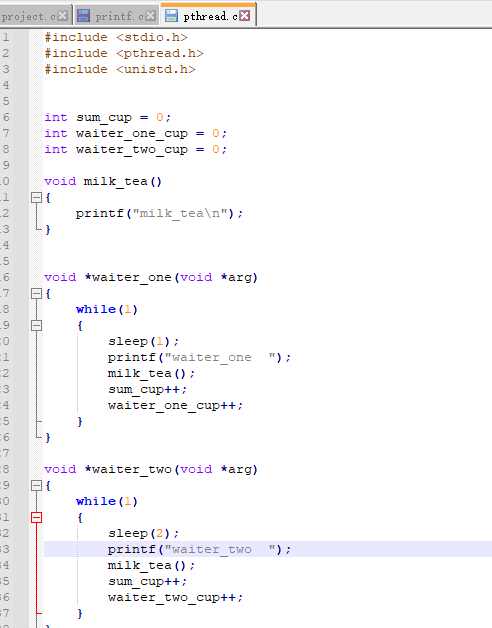 project.c printf.c pthread.c
1 #include <stdio.h>
2 #include <pthread.h>
3 #include <unistd.h>
4
5
6 int sum_cup = 0;
7 int waiter_one_cup = 0;
8 int waiter_two_cup = 0;
9
10 void milk_tea()
11 {
12     printf("milk_tea\n");
13 }
14
15
16 void *waiter_one(void *arg)
17 {
18     while(1)
19     {
20         sleep(1);
21         printf("waiter_one  ");
22         milk_tea();
23         sum_cup++;
24         waiter_one_cup++;
25     }
26 }
27
28 void *waiter_two(void *arg)
29 {
30     while(1)
31     {
32         sleep(2);
33         printf("waiter_two  ");
34         milk_tea();
35         sum_cup++;
36         waiter_two_cup++;
37     }